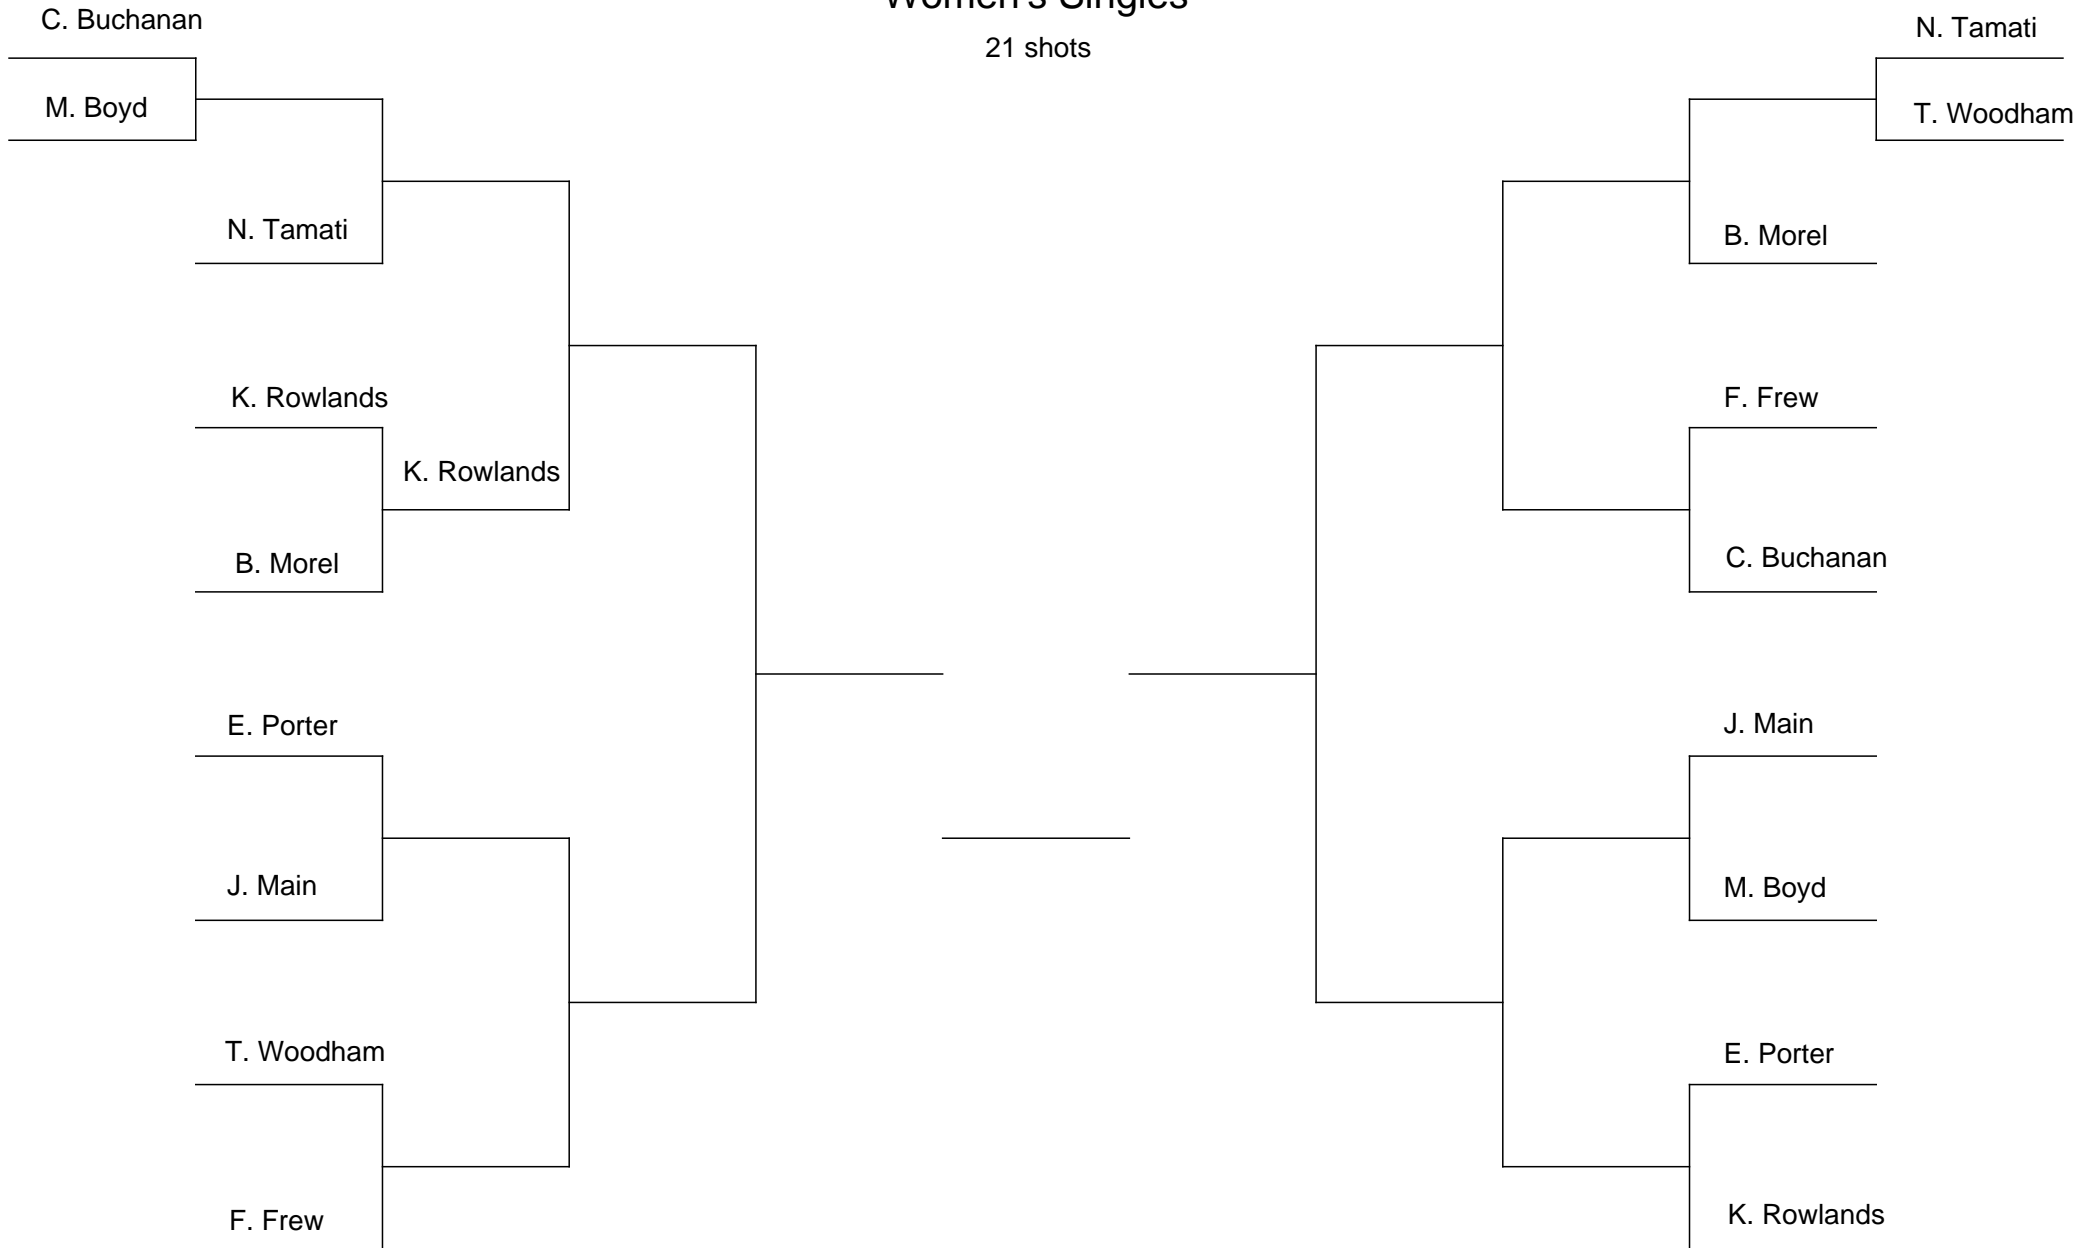 Women's Singles
21 shots
C. Buchanan
M. Boyd
N. Tamati
K. Rowlands
K. Rowlands
B. Morel
E. Porter
J. Main
T. Woodham
F. Frew
N. Tamati
T. Woodham
B. Morel
F. Frew
C. Buchanan
J. Main
M. Boyd
E. Porter
K. Rowlands